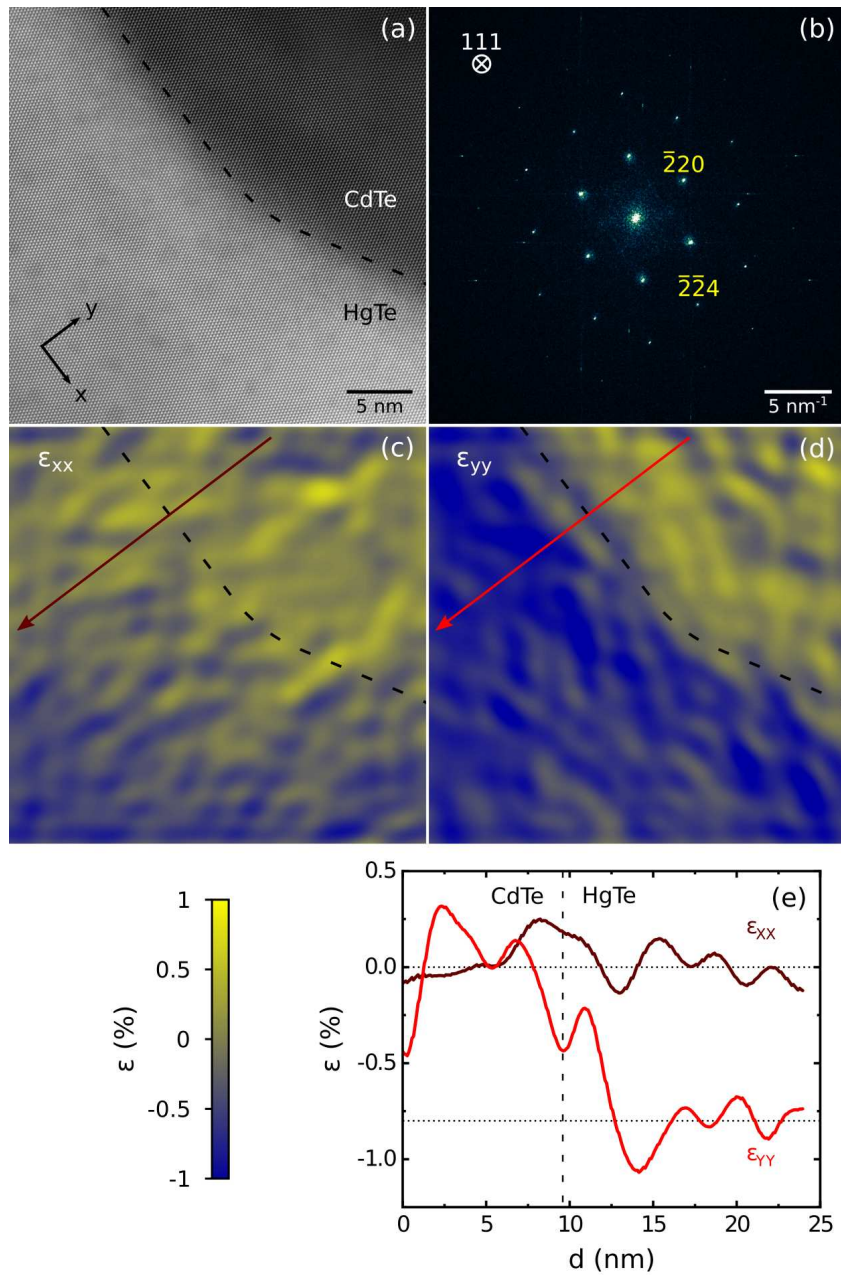 (a)
CdTe
HgTe
y
x
5 nm
(b)
111
2̅20
2̅2̅4
5 nm⁻¹
(c)
εxx
(d)
εyy
1
0.5
0
-0.5
-1
ε (%)
(e)
CdTe
HgTe
εXX
εYY
0.5
0.0
-0.5
-1.0
ε (%)
0
5
10
15
20
25
d (nm)